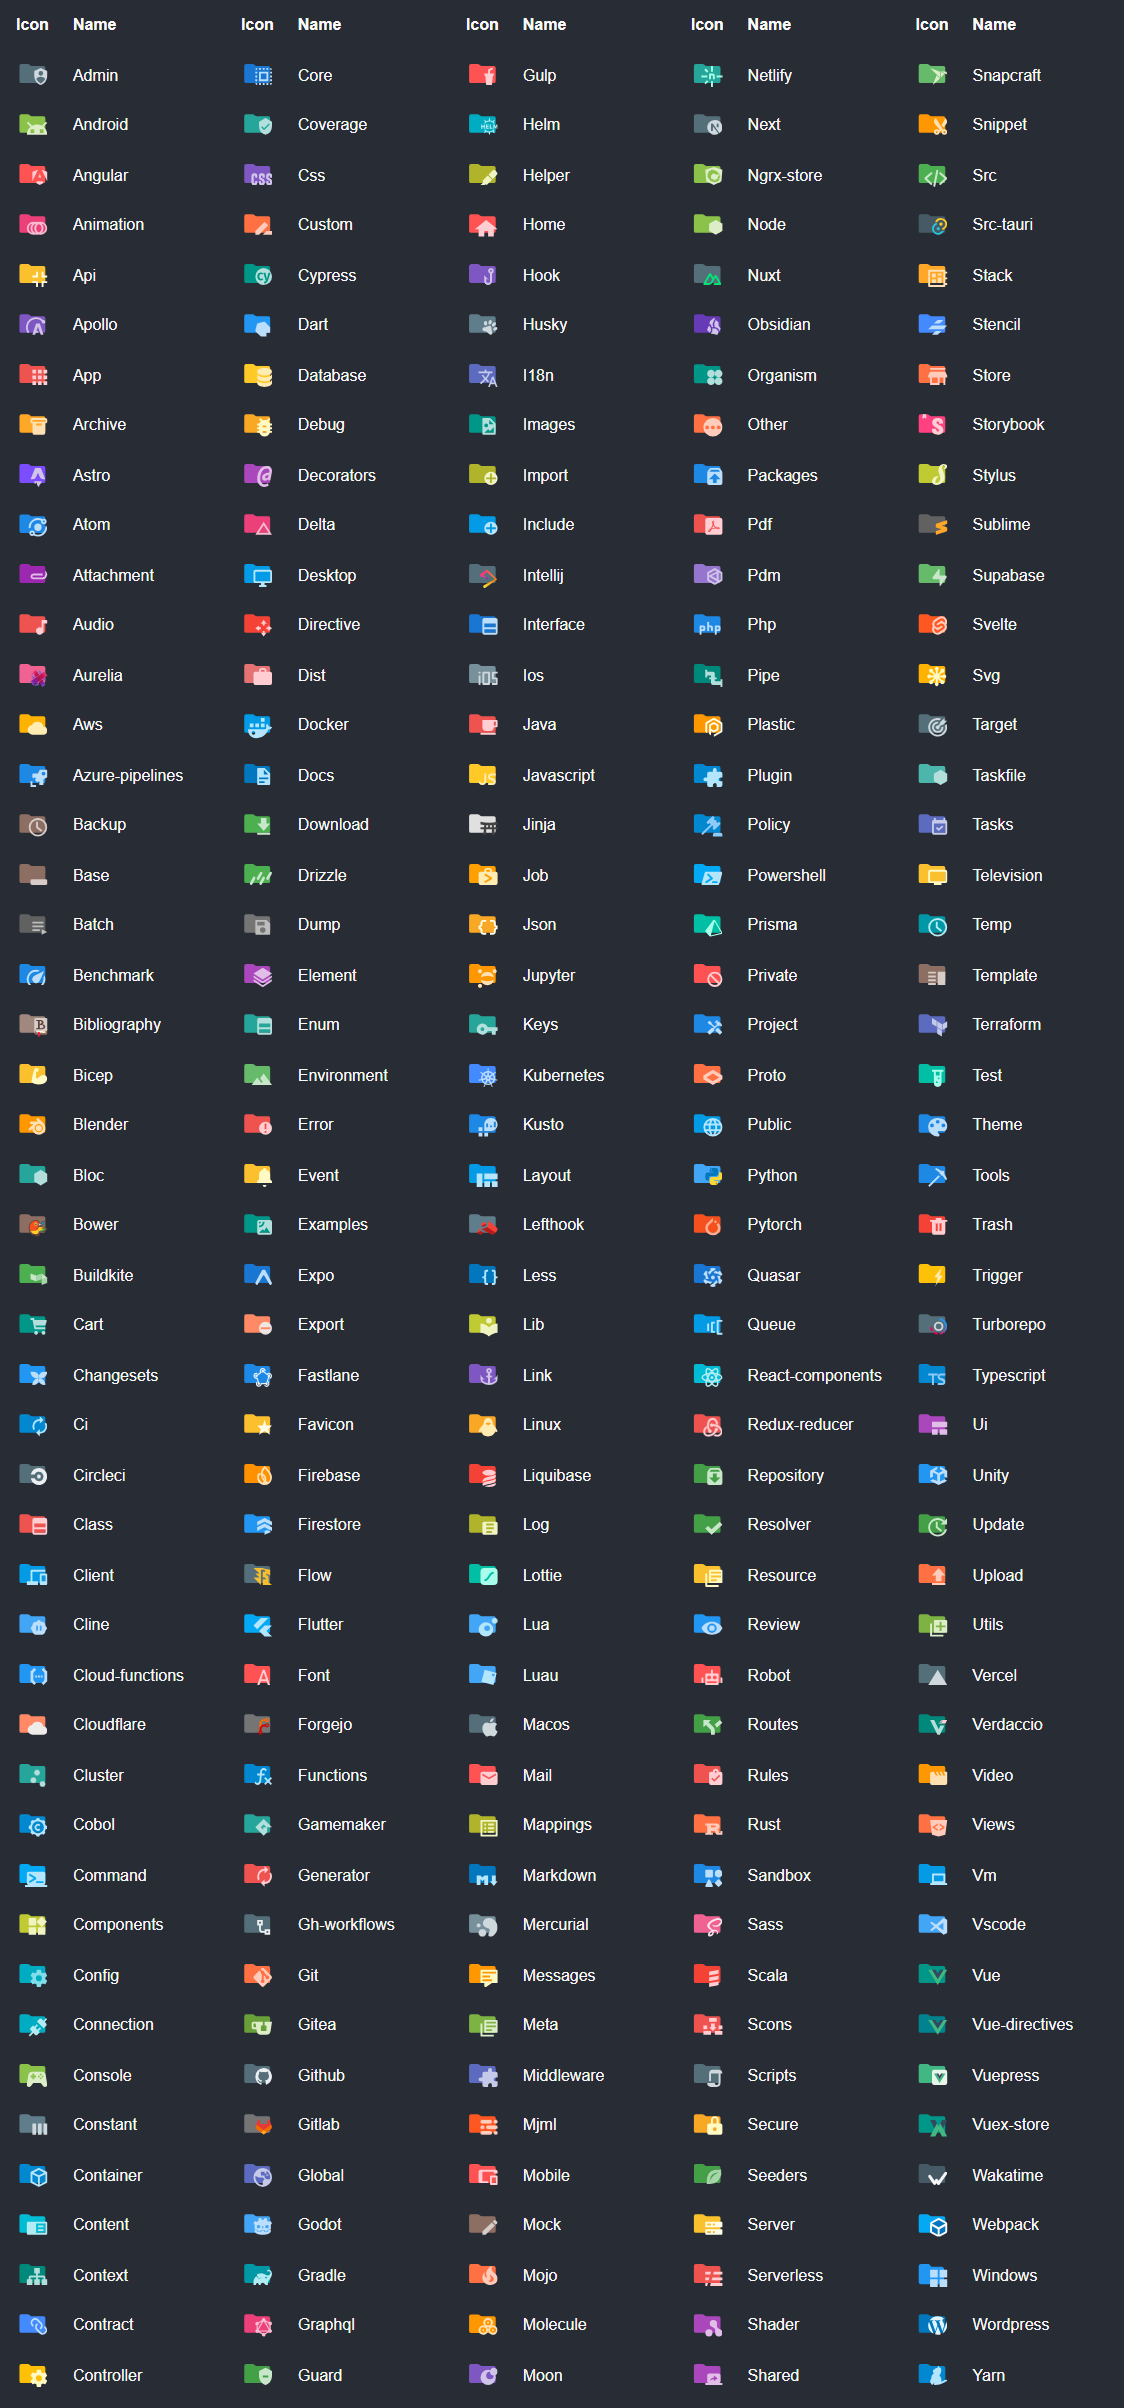 Icon Name Icon Name Icon Name Icon Name Icon Name
Admin Core Gulp Netlify Snapcraft
Android Coverage Helm Next Snippet
Angular Css Helper Ngrx-store Src
Animation Custom Home Node Src-tauri
Api Cypress Hook Nuxt Stack
Apollo Dart Husky Obsidian Stencil
App Database I18n Organism Store
Archive Debug Images Other Storybook
Astro Decorators Import Packages Stylus
Atom Delta Include Pdf Sublime
Attachment Desktop Intellij Pdm Supabase
Audio Directive Interface Php Svelte
Aurelia Dist Ios Pipe Svg
Aws Docker Java Plastic Target
Azure-pipelines Docs Javascript Plugin Taskfile
Backup Download Jinja Policy Tasks
Base Drizzle Job Powershell Television
Batch Dump Json Prisma Temp
Benchmark Element Jupyter Private Template
Bibliography Enum Keys Project Terraform
Bicep Environment Kubernetes Proto Test
Blender Error Kusto Public Theme
Bloc Event Layout Python Tools
Bower Examples Lefthook Pytorch Trash
Buildkite Expo Less Quasar Trigger
Cart Export Lib Queue Turborepo
Changesets Fastlane Link React-components Typescript
Ci Favicon Linux Redux-reducer Ui
Circleci Firebase Liquibase Repository Unity
Class Firestore Log Resolver Update
Client Flow Lottie Resource Upload
Cline Flutter Lua Review Utils
Cloud-functions Font Luau Robot Vercel
Cloudflare Forgejo Macos Routes Verdaccio
Cluster Functions Mail Rules Video
Cobol Gamemaker Mappings Rust Views
Command Generator Markdown Sandbox Vm
Components Gh-workflows Mercurial Sass Vscode
Config Git Messages Scala Vue
Connection Gitea Meta Scons Vue-directives
Console Github Middleware Scripts Vuepress
Constant Gitlab Mjml Secure Vuex-store
Container Global Mobile Seeders Wakatime
Content Godot Mock Server Webpack
Context Gradle Mojo Serverless Windows
Contract Graphql Molecule Shader Wordpress
Controller Guard Moon Shared Yarn